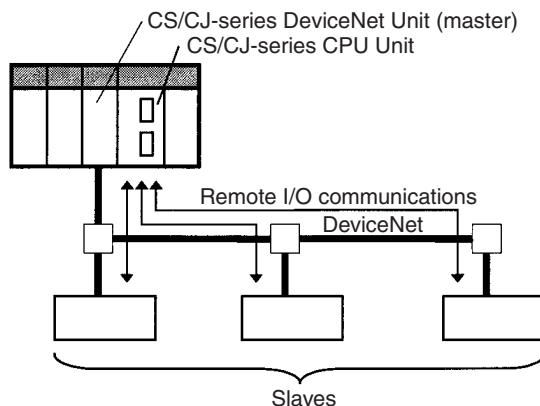 CS/CJ-series DeviceNet Unit (master)
CS/CJ-series CPU Unit
Remote I/O communications
DeviceNet
Slaves